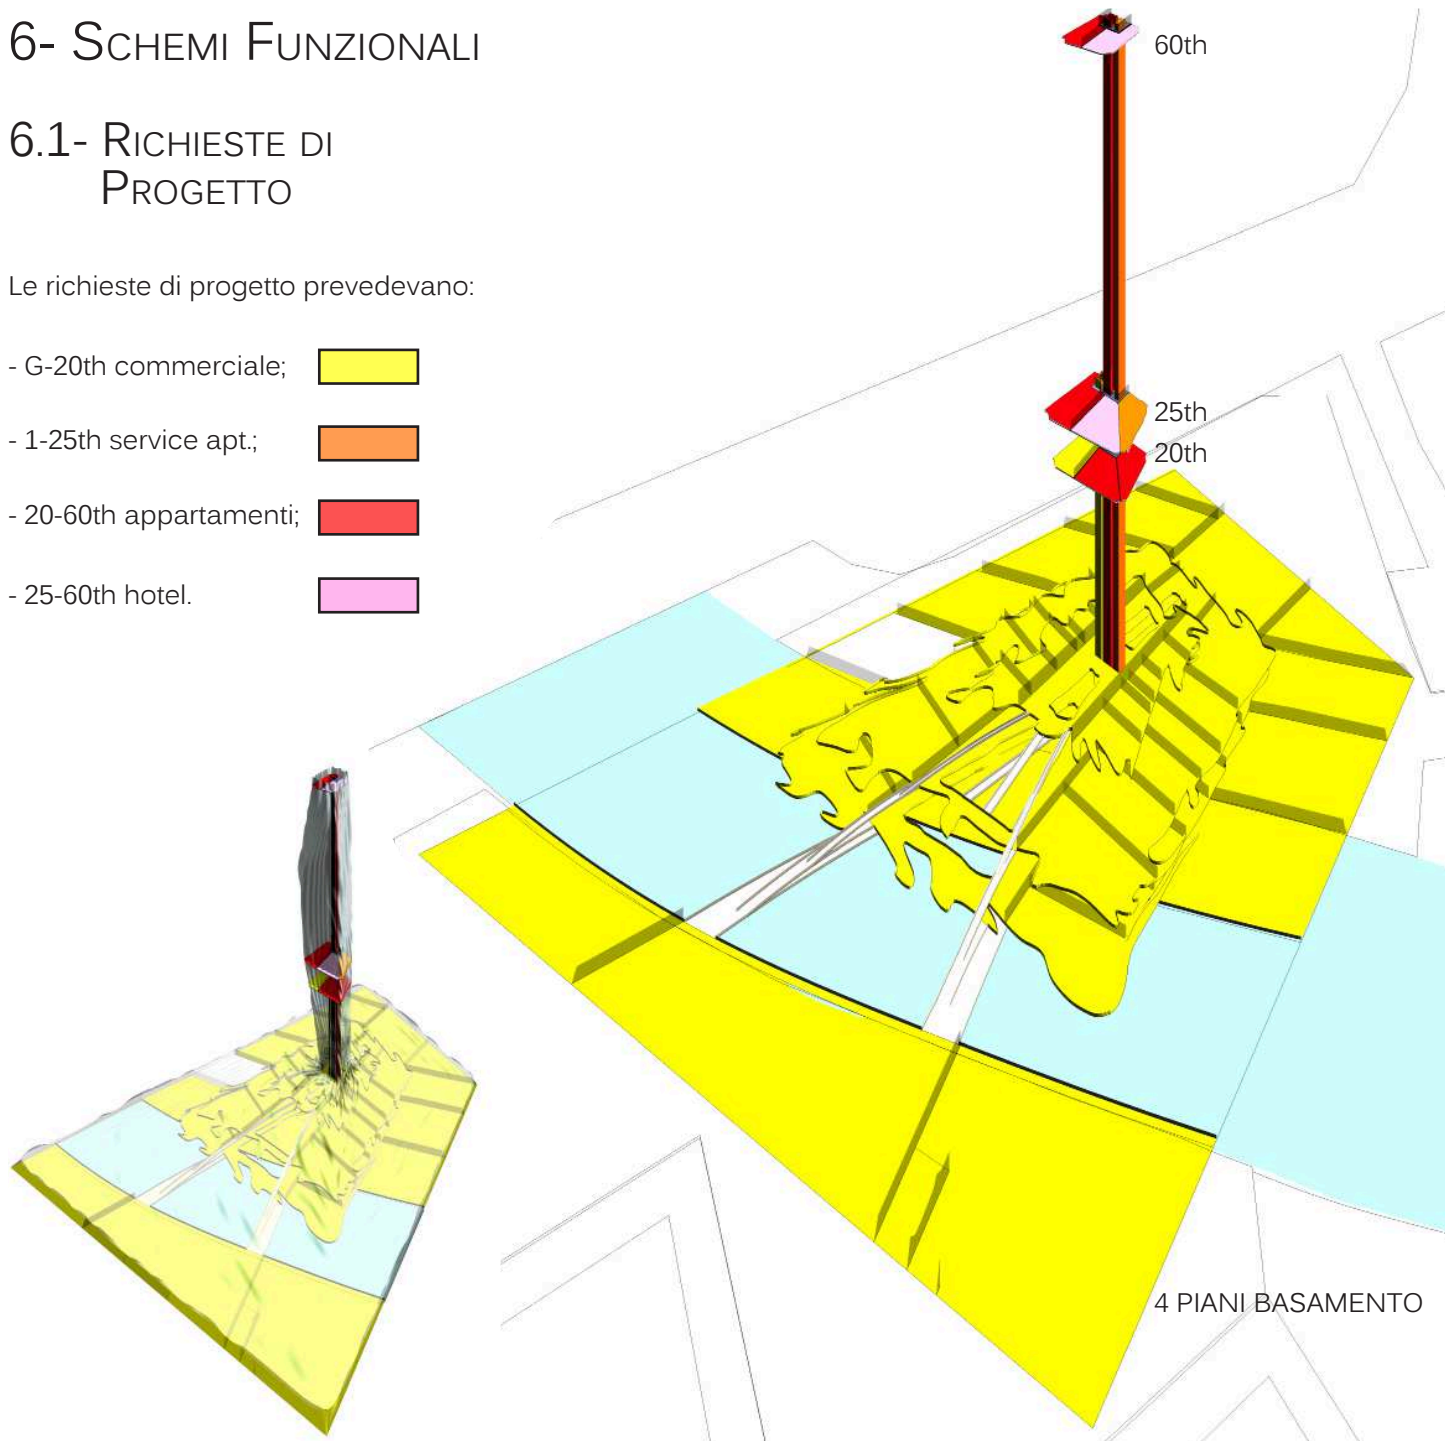 6- Schemi Funzionali
6.1- Richieste di
Progetto
Le richieste di progetto prevedevano:
- G-20th commerciale;
- 1-25th service apt.;
- 20-60th appartamenti;
- 25-60th hotel.
60th
25th
20th
4 PIANI BASAMENTO